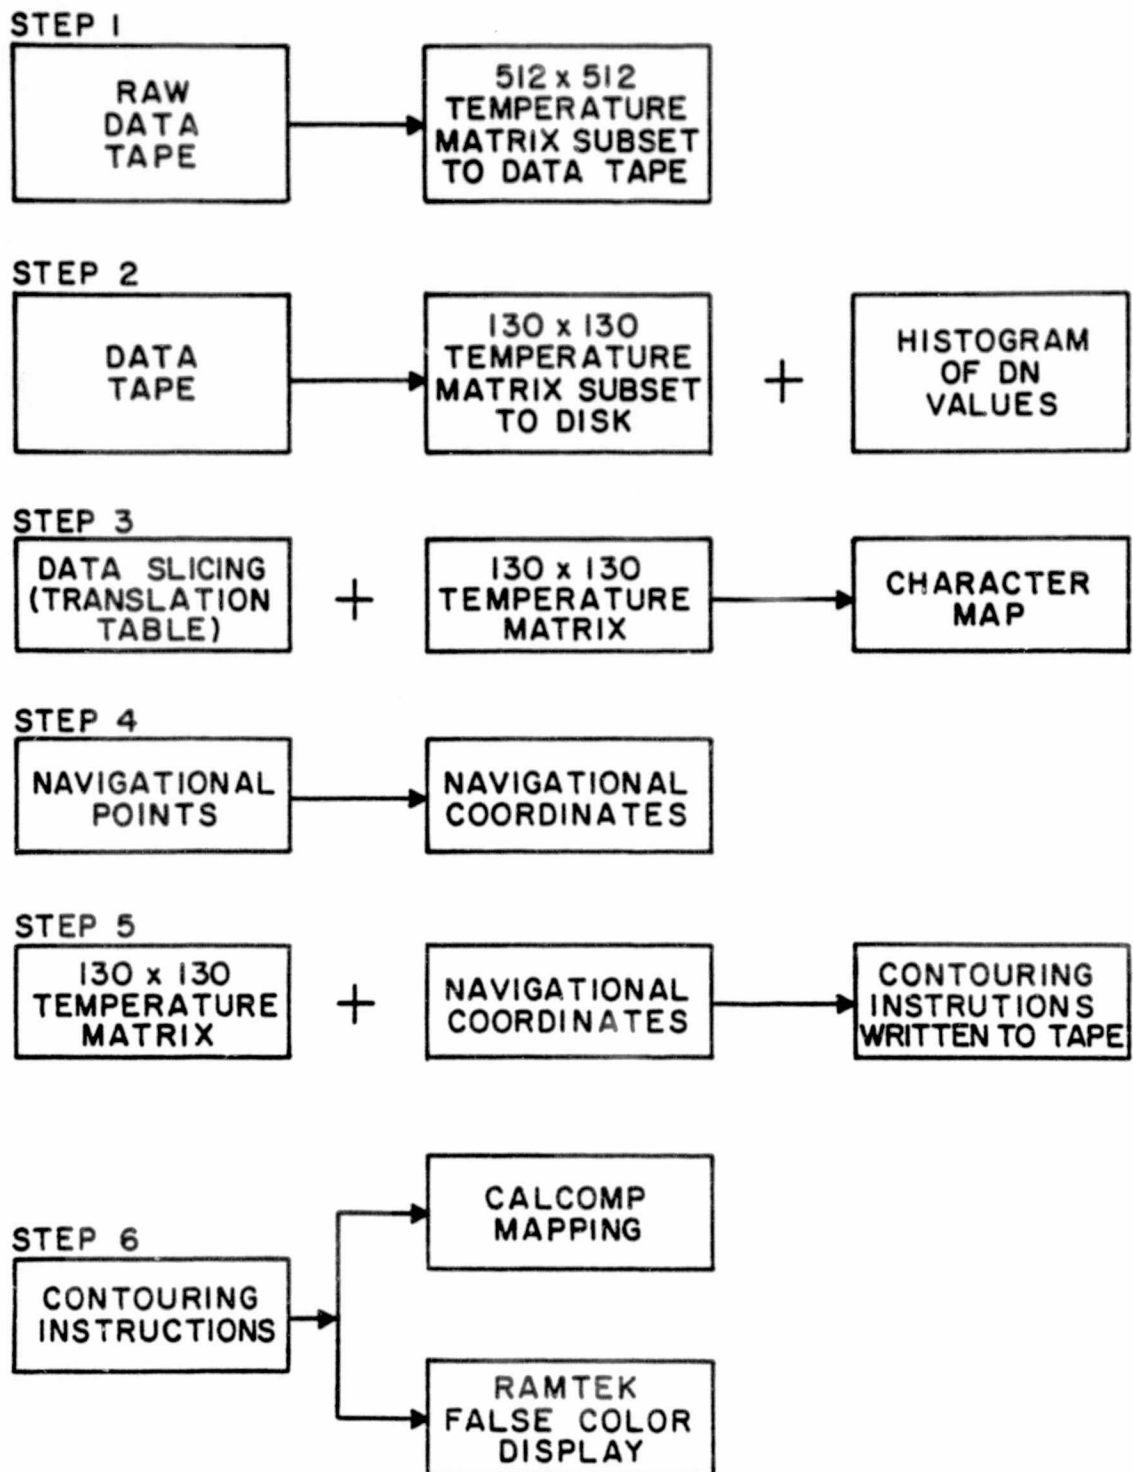 STEP 1
RAW
DATA
TAPE
512 x 512
TEMPERATURE
MATRIX SUBSET
TO DATA TAPE
STEP 2
DATA
TAPE
130 x 130
TEMPERATURE
MATRIX SUBSET
TO DISK
+
HISTOGRAM
OF DN
VALUES
STEP 3
DATA SLICING
(TRANSLATION
TABLE)
+
130 x 130
TEMPERATURE
MATRIX
CHARACTER
MAP
STEP 4
NAVIGATIONAL
POINTS
NAVIGATIONAL
COORDINATES
STEP 5
130 x 130
TEMPERATURE
MATRIX
+
NAVIGATIONAL
COORDINATES
CONTOURING
INSTRUTIONS
WRITTEN TO TAPE
STEP 6
CONTOURING
INSTRUCTIONS
CALCOMP
MAPPING
RAMTEK
FALSE COLOR
DISPLAY